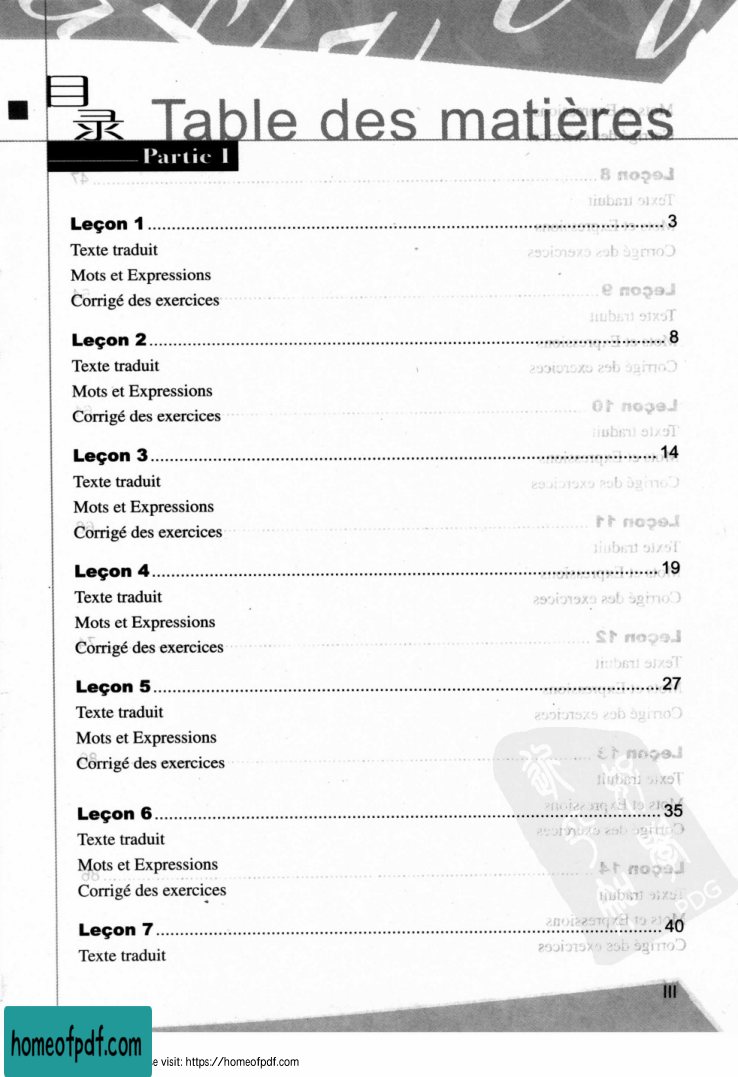 目录 Table des matières
Partie I
Leçon 1 ........ 3
Texte traduit
Mots et Expressions
Corrigé des exercices
Leçon 2 ........ 8
Texte traduit
Mots et Expressions
Corrigé des exercices
Leçon 3 ........ 14
Texte traduit
Mots et Expressions
Corrigé des exercices
Leçon 4 ........ 19
Texte traduit
Mots et Expressions
Corrigé des exercices
Leçon 5 ........ 27
Texte traduit
Mots et Expressions
Corrigé des exercices
Leçon 6 ........ 35
Texte traduit
Mots et Expressions
Corrigé des exercices
Leçon 7 ........ 40
Texte traduit
PDG
III
homeofpdf.com
e visit: https://homeofpdf.com